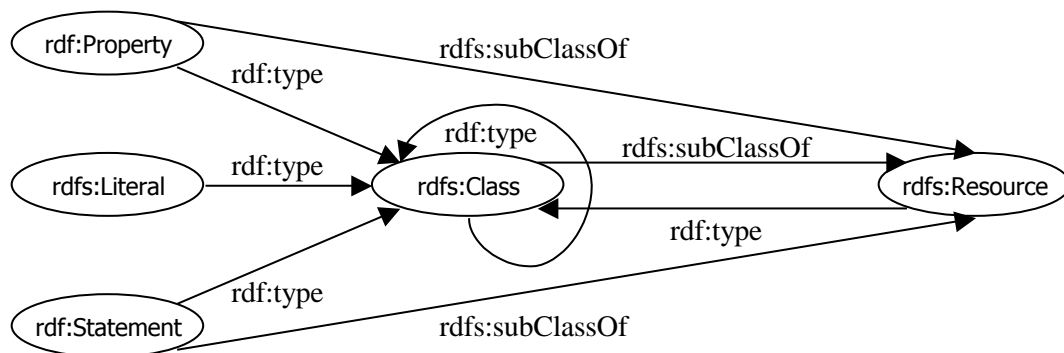 rdf:Property
rdfs:subClassOf
rdf:type
rdf:type
rdfs:subClassOf
rdfs:Literal
rdf:type
rdfs:Class
rdfs:Resource
rdf:type
rdf:type
rdf:Statement
rdfs:subClassOf